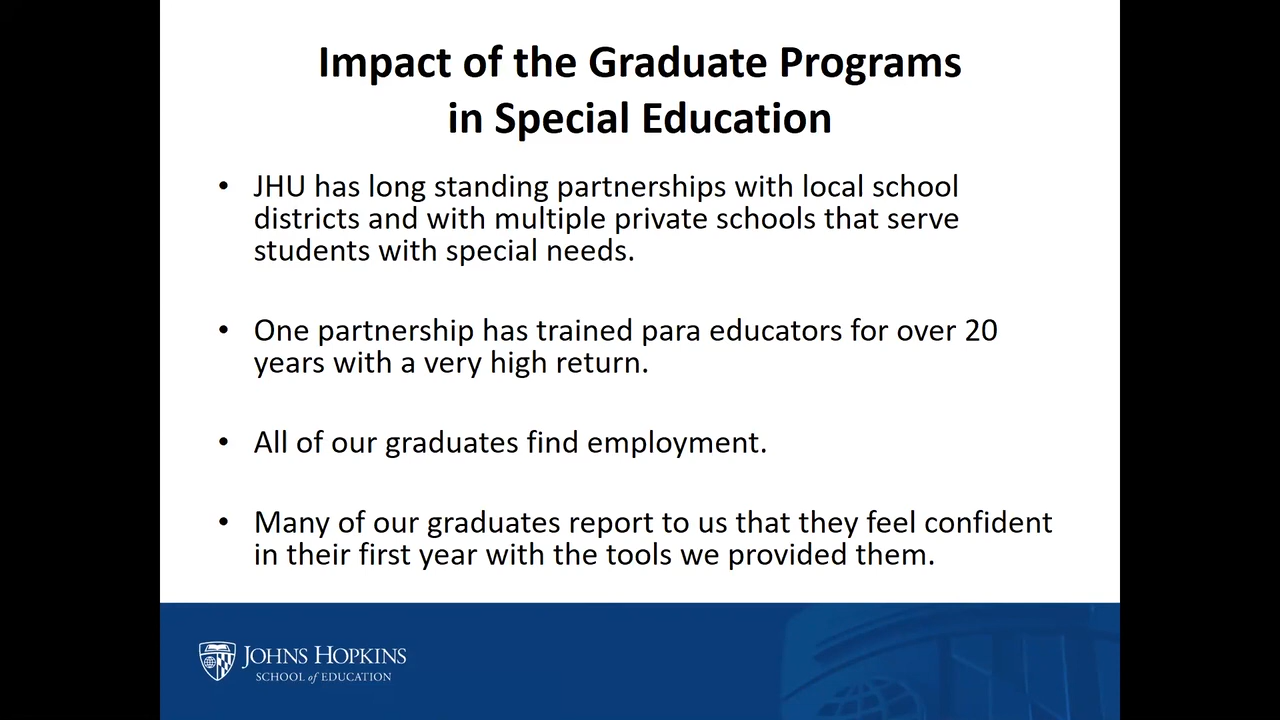 Impact of the Graduate Programs
in Special Education
• JHU has long standing partnerships with local school
districts and with multiple private schools that serve
students with special needs.
• One partnership has trained para educators for over 20
years with a very high return.
• All of our graduates find employment.
• Many of our graduates report to us that they feel confident
in their first year with the tools we provided them.
JOHNS HOPKINS
SCHOOL of EDUCATION